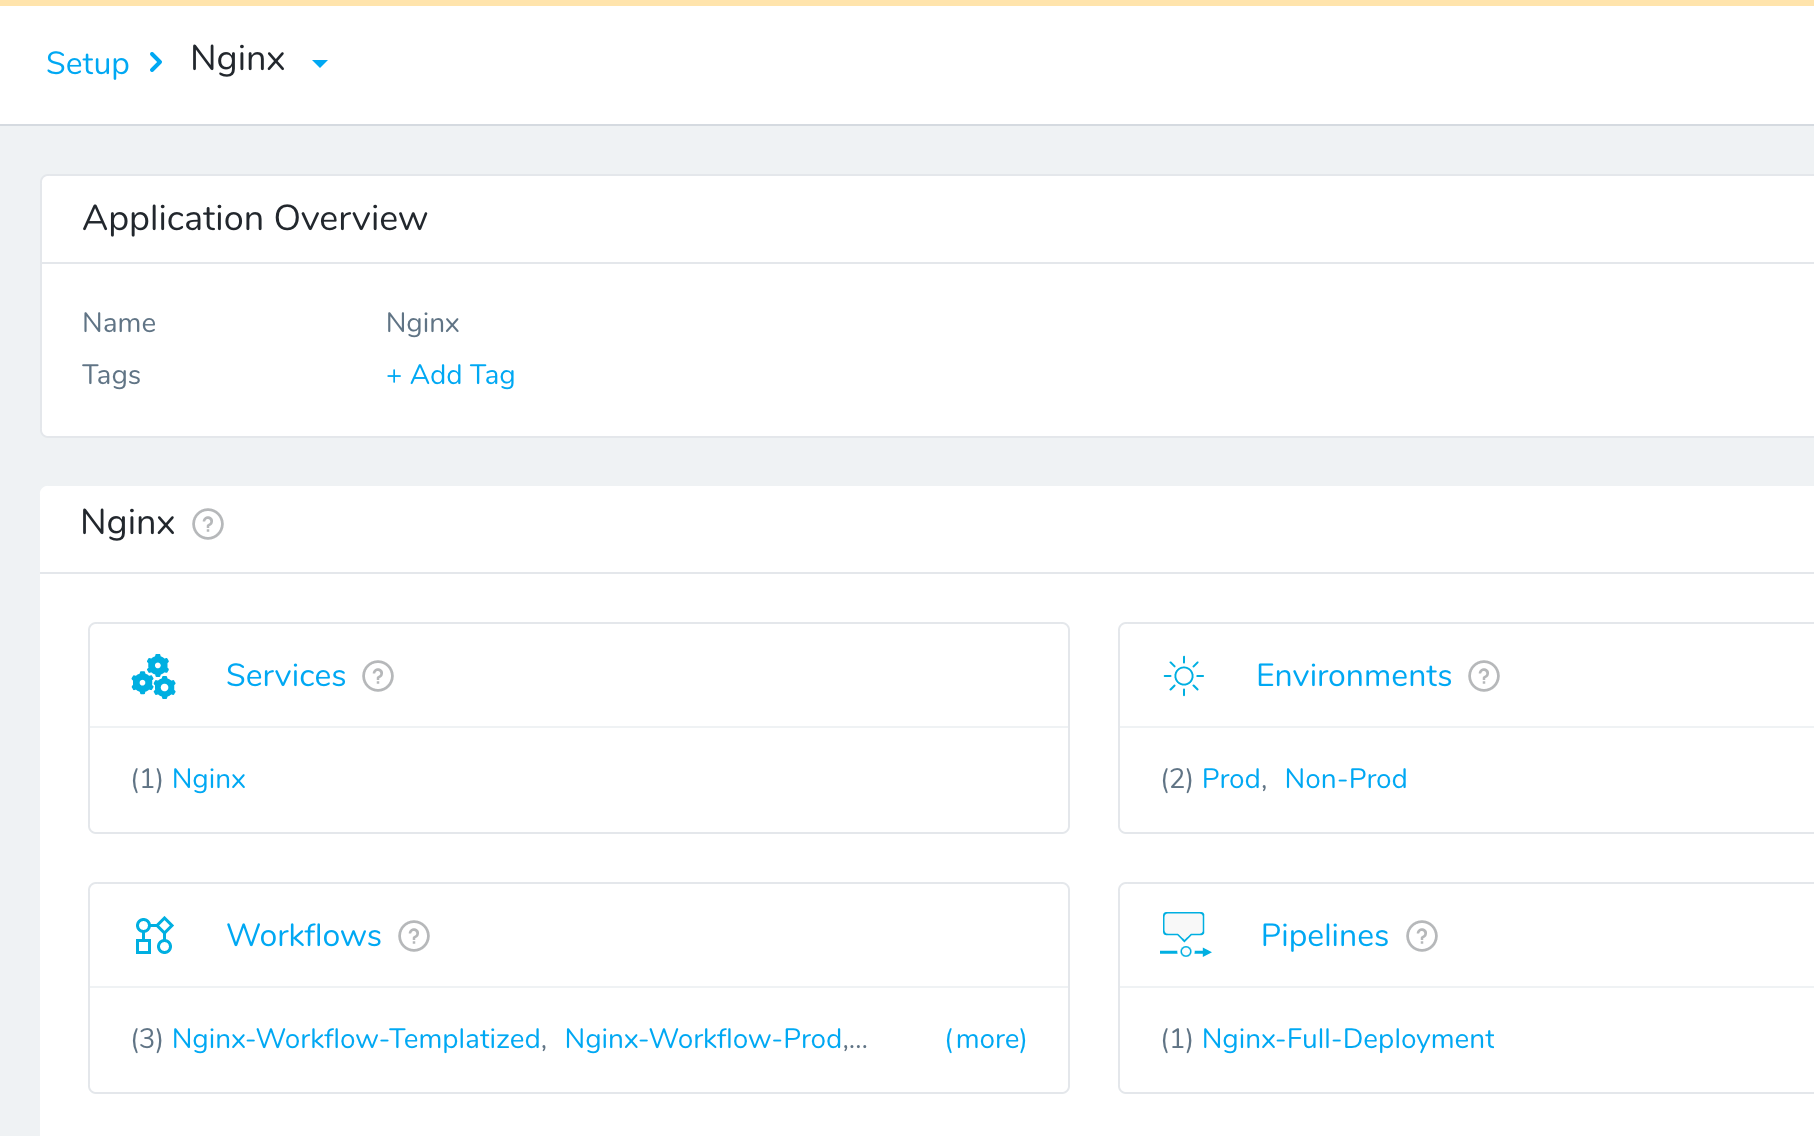 Setup Nginx
Application Overview
Name Nginx
Tags + Add Tag
Nginx ?
Services ?
Environments ?
(1) Nginx
(2) Prod, Non-Prod
Workflows ?
Pipelines ?
(3) Nginx-Workflow-Templatized, Nginx-Workflow-Prod,... (more)
(1) Nginx-Full-Deployment